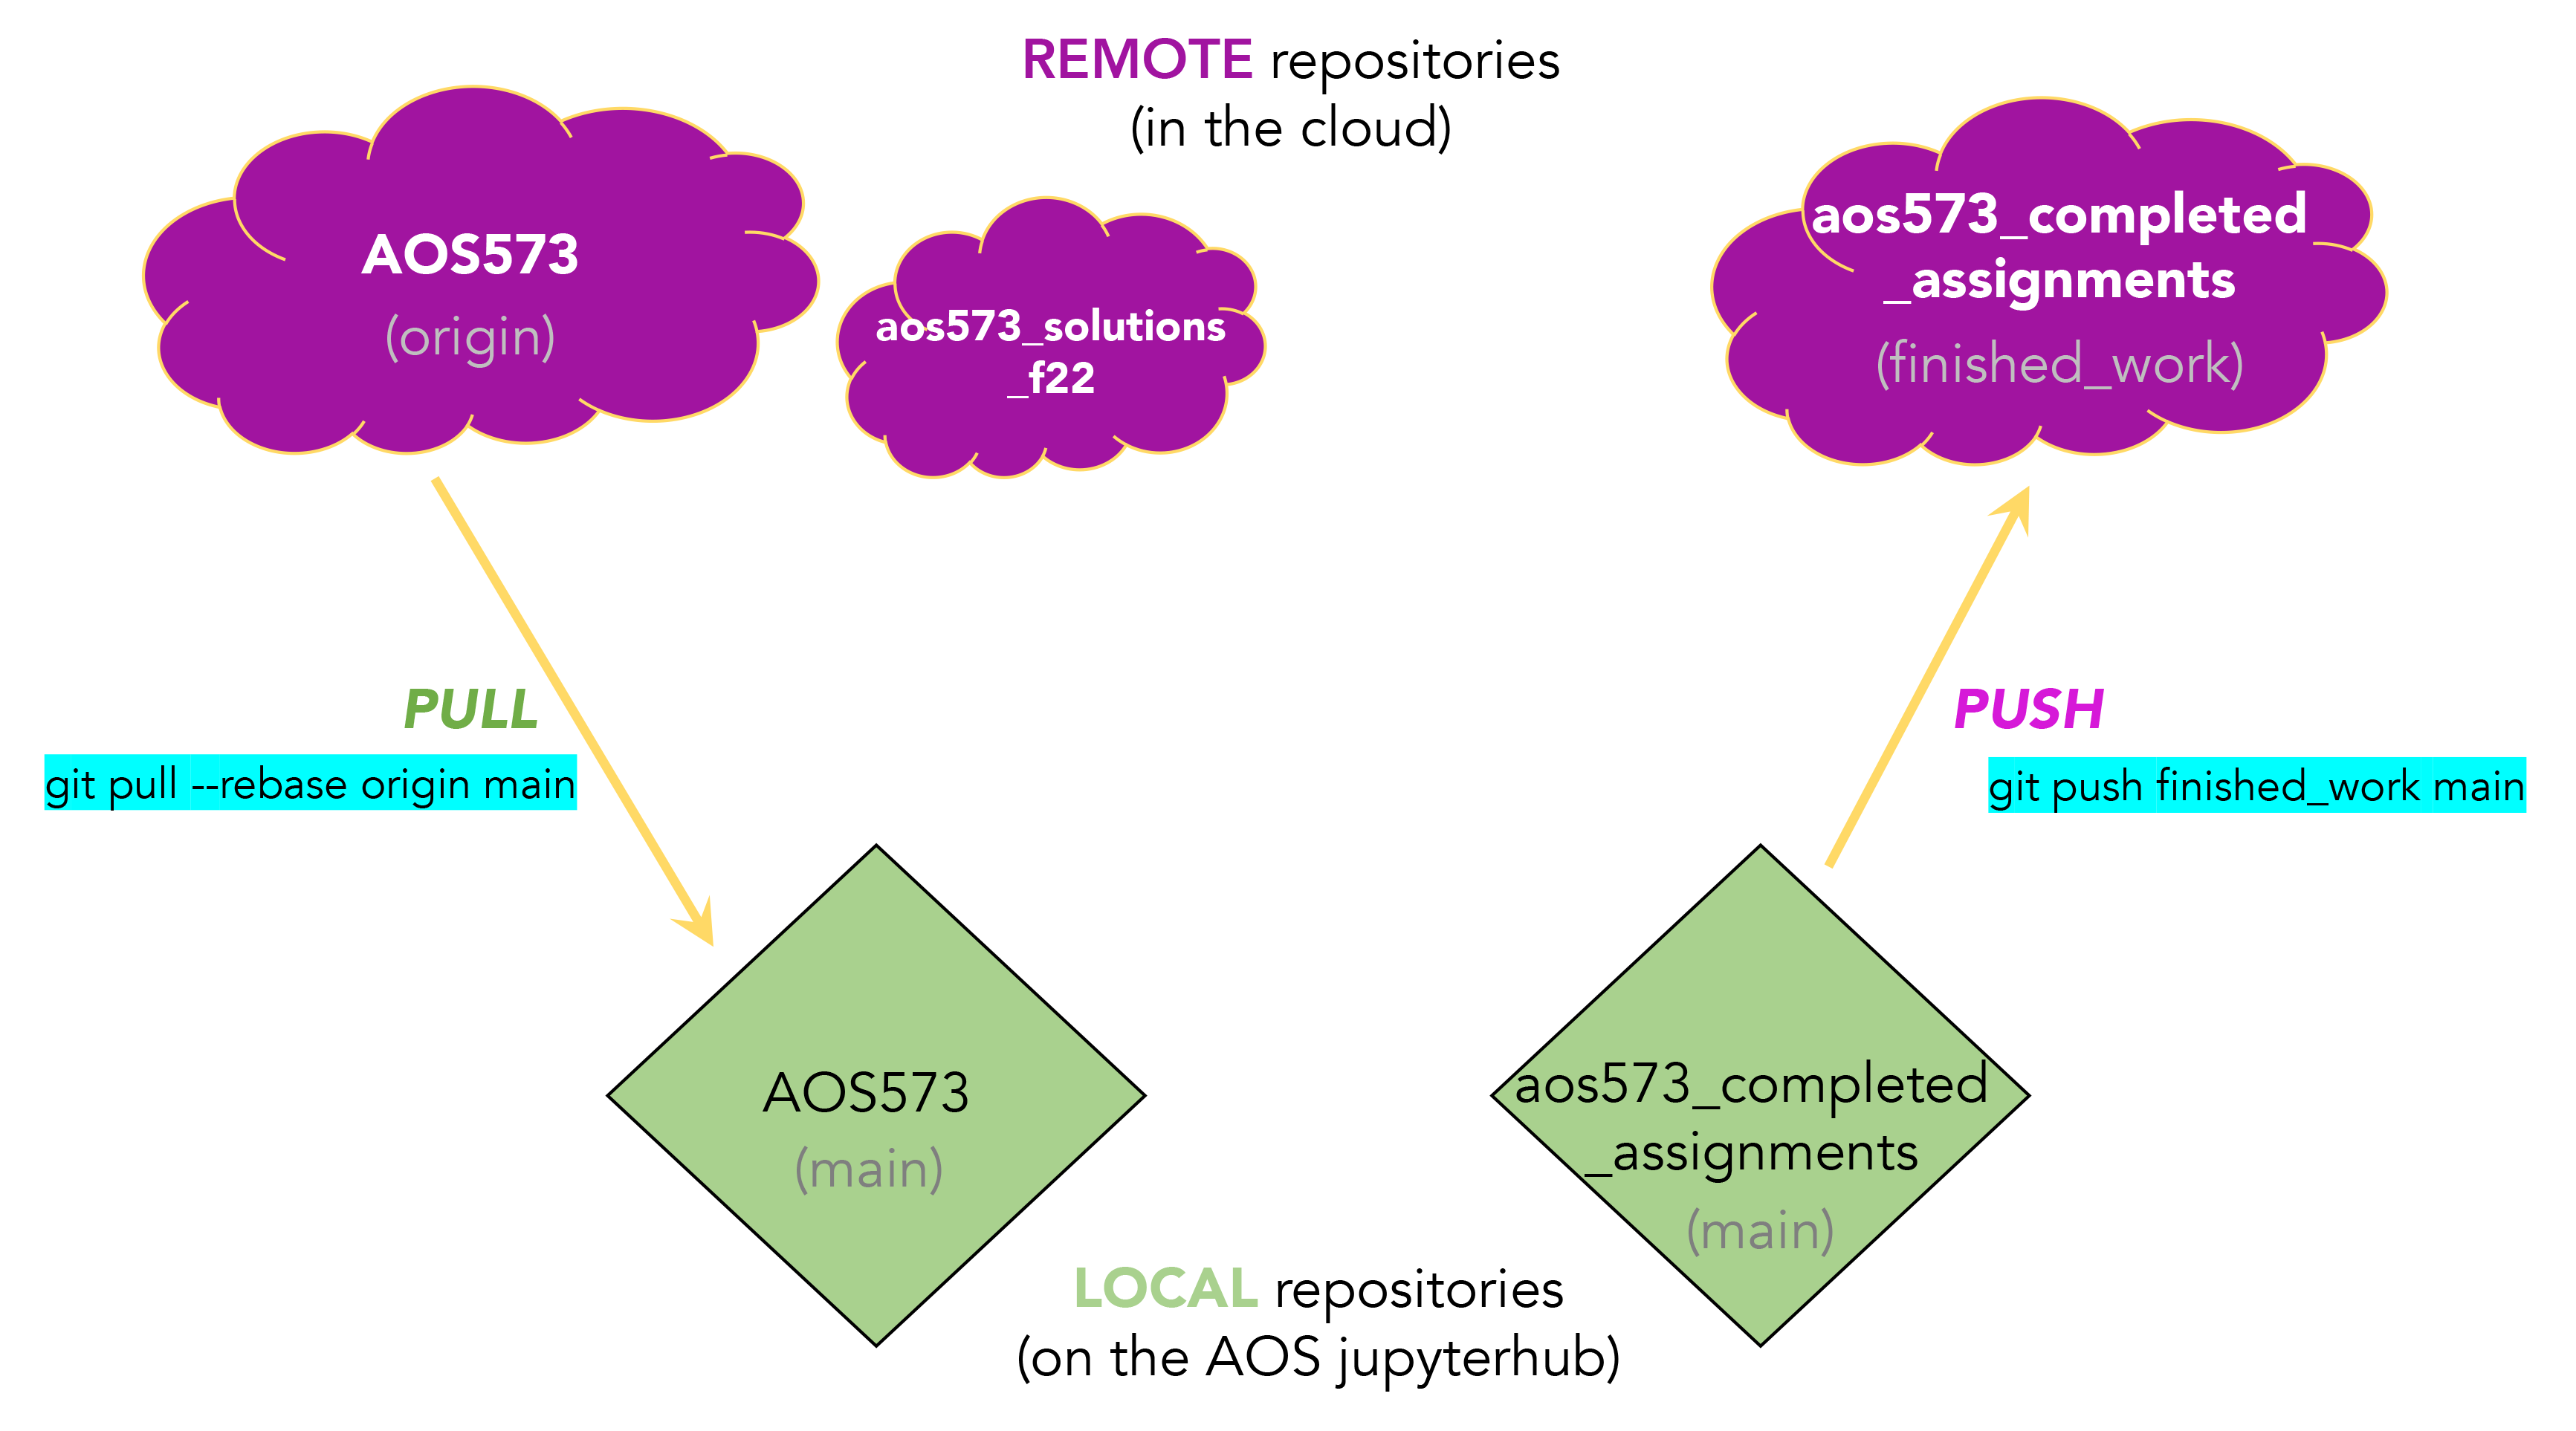 REMOTE repositories
(in the cloud)
AOS573
(origin)
aos573_solutions
_f22
aos573_completed
_assignments
(finished_work)
PULL
git pull --rebase origin main
PUSH
git push finished_work main
AOS573
(main)
aos573_completed
_assignments
(main)
LOCAL repositories
(on the AOS jupyterhub)